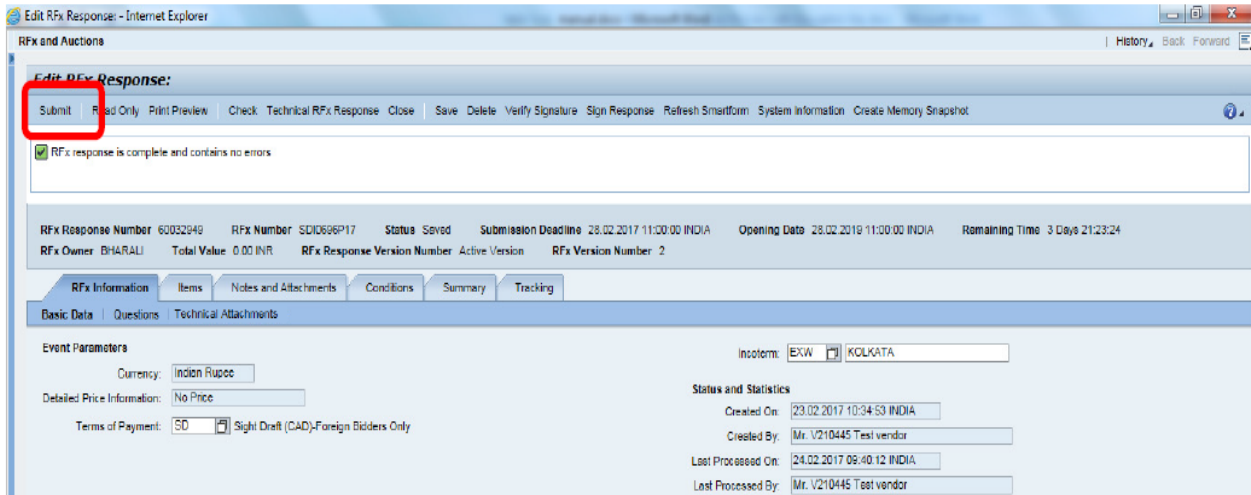 Edit RFx Response: - Internet Explorer
RFx and Auctions
History Back Forward
Edit RFx Response:
Submit Read Only Print Preview Check Technical RFx Response Close Save Delete Verify Signature Sign Response Refresh Smartform System Information Create Memory Snapshot
RFx response is complete and contains no errors
RFx Response Number 60032949 RFx Number SDI0696P17 Status Saved Submission Deadline 28.02.2017 11:00:00 INDIA Opening Date 28.02.2019 11:00:00 INDIA Remaining Time 3 Days 21:23:24
RFx Owner BHARALI Total Value 0.00 INR RFx Response Version Number Active Version RFx Version Number 2
RFx Information Items Notes and Attachments Conditions Summary Tracking
Basic Data Questions Technical Attachments
Event Parameters
Currency: Indian Rupee
Detailed Price Information: No Price
Terms of Payment: SD Sight Draft (CAD)-Foreign Bidders Only
Incoterm: EXW KOLKATA
Status and Statistics
Created On: 23.02.2017 10:34:53 INDIA
Created By: Mr. V210445 Test vendor
Last Processed On: 24.02.2017 09:40:12 INDIA
Last Processed By: Mr. V210445 Test vendor